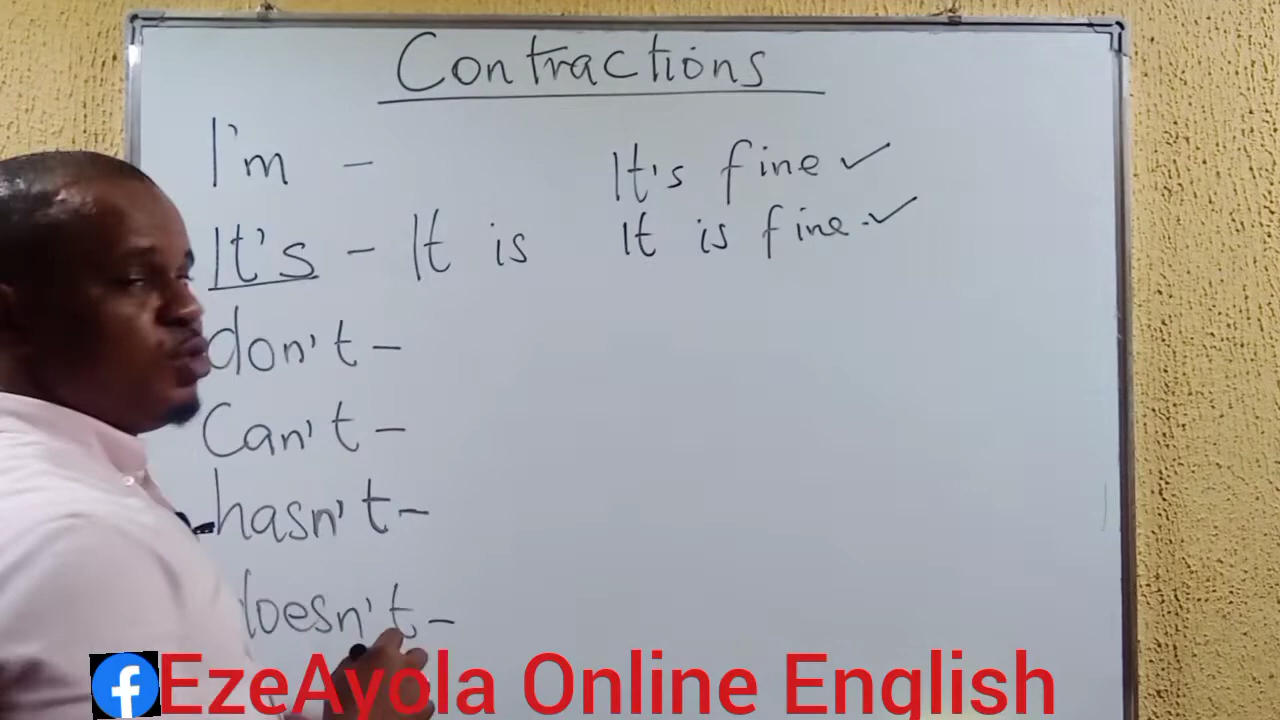 Contractions
I'm - It's fine ✓
It's - It is It is fine. ✓
don't -
Can't -
hasn't -
doesn't -
EzeAyola Online English